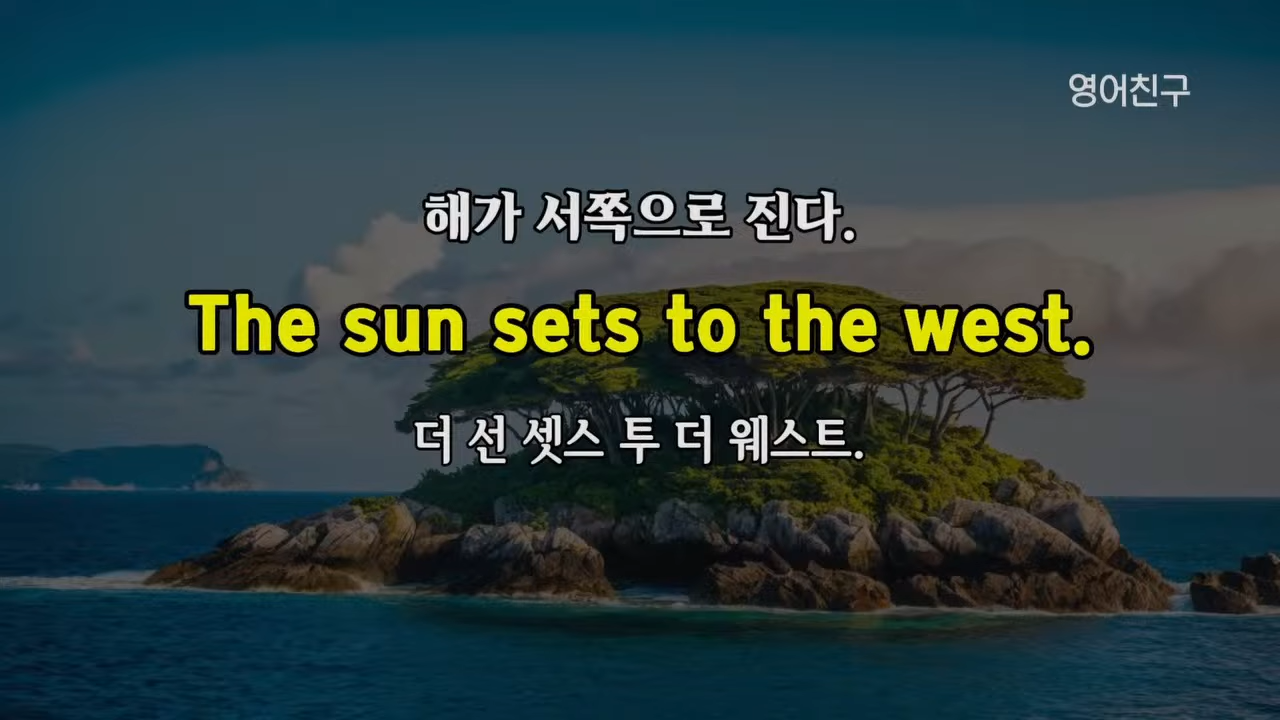 영어친구
해가 서쪽으로 진다.
The sun sets to the west.
더 선 셋스 투 더 웨스트.